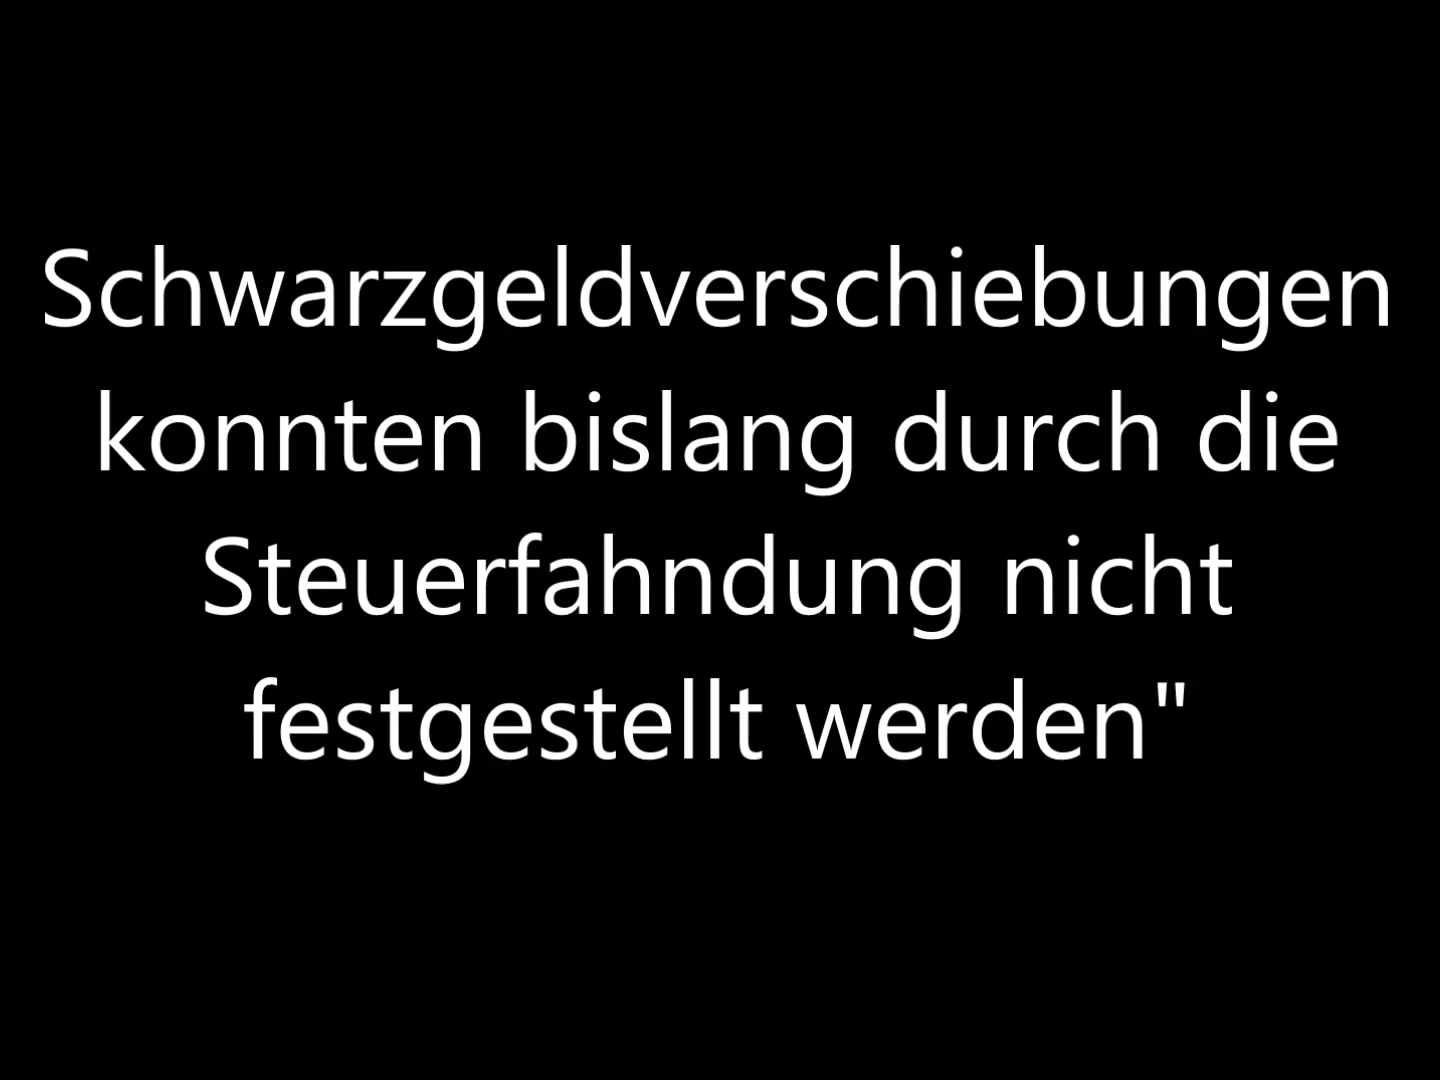 Schwarzgeldverschiebungen
konnten bislang durch die
Steuerfahndung nicht
festgestellt werden"